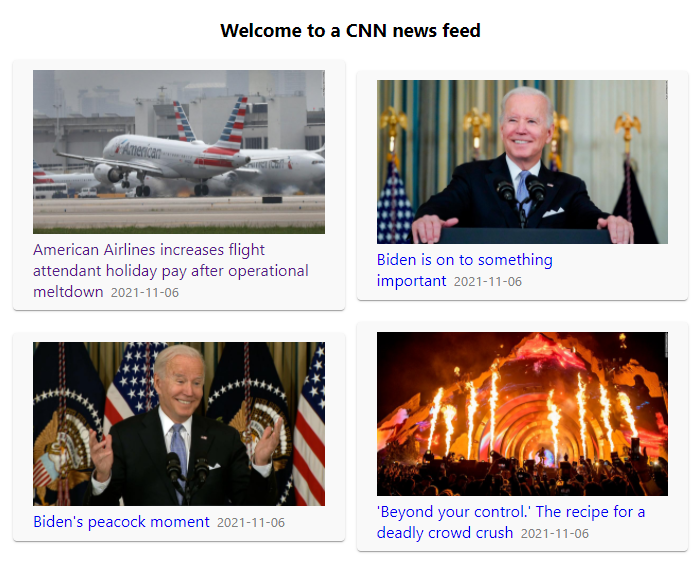 Welcome to a CNN news feed
American
American Airlines increases flight
attendant holiday pay after operational
meltdown 2021-11-06
Biden is on to something
important 2021-11-06
Biden's peacock moment 2021-11-06
'Beyond your control.' The recipe for a
deadly crowd crush 2021-11-06